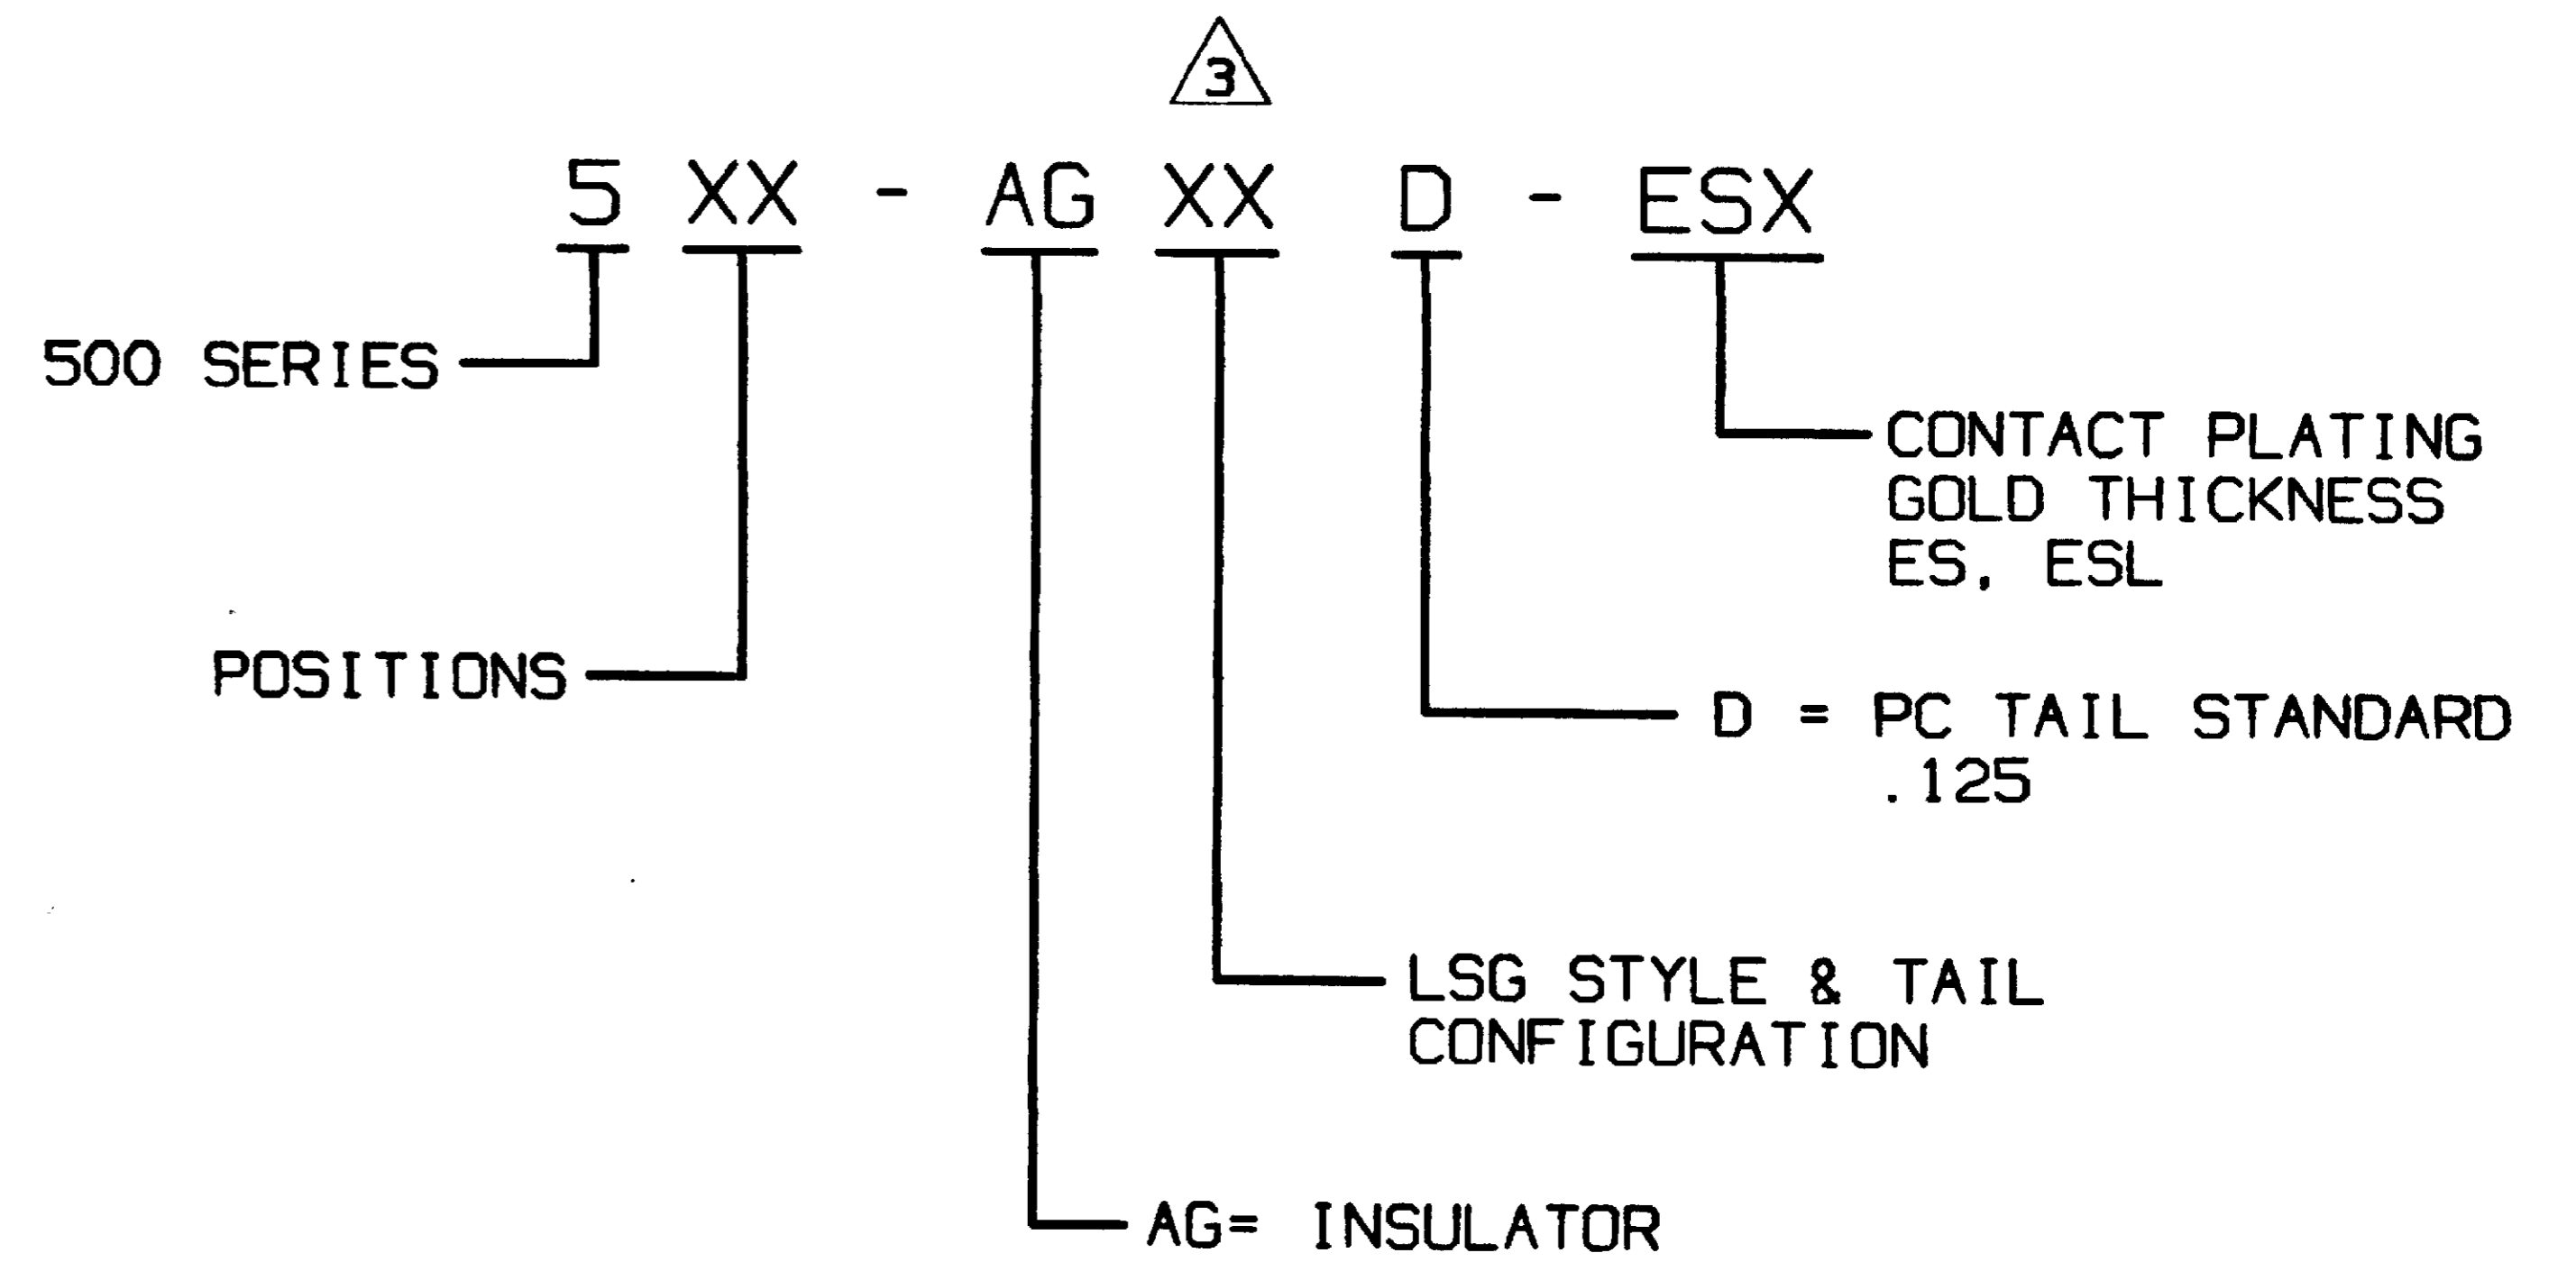 3
5 XX - AG XX D - ESX
500 SERIES
CONTACT PLATING
GOLD THICKNESS
ES, ESL
POSITIONS
D = PC TAIL STANDARD
.125
LSG STYLE & TAIL
CONFIGURATION
AG= INSULATOR